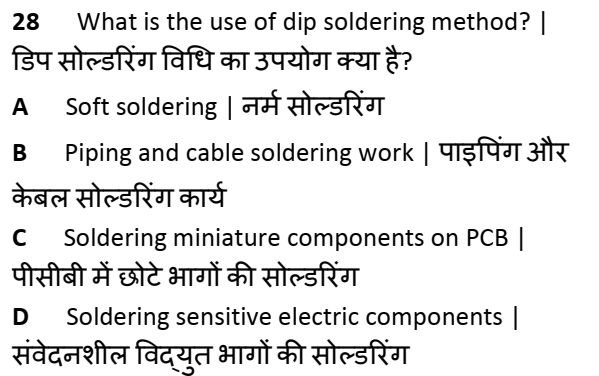 28 What is the use of dip soldering method? |
डिप सोल्डरिंग विधि का उपयोग क्या है?
A Soft soldering | नर्म सोल्डरिंग
B Piping and cable soldering work | पाइपिंग और
केबल सोल्डरिंग कार्य
C Soldering miniature components on PCB |
पीसीबी में छोटे भागों की सोल्डरिंग
D Soldering sensitive electric components |
संवेदनशील विद्युत भागों की सोल्डरिंग